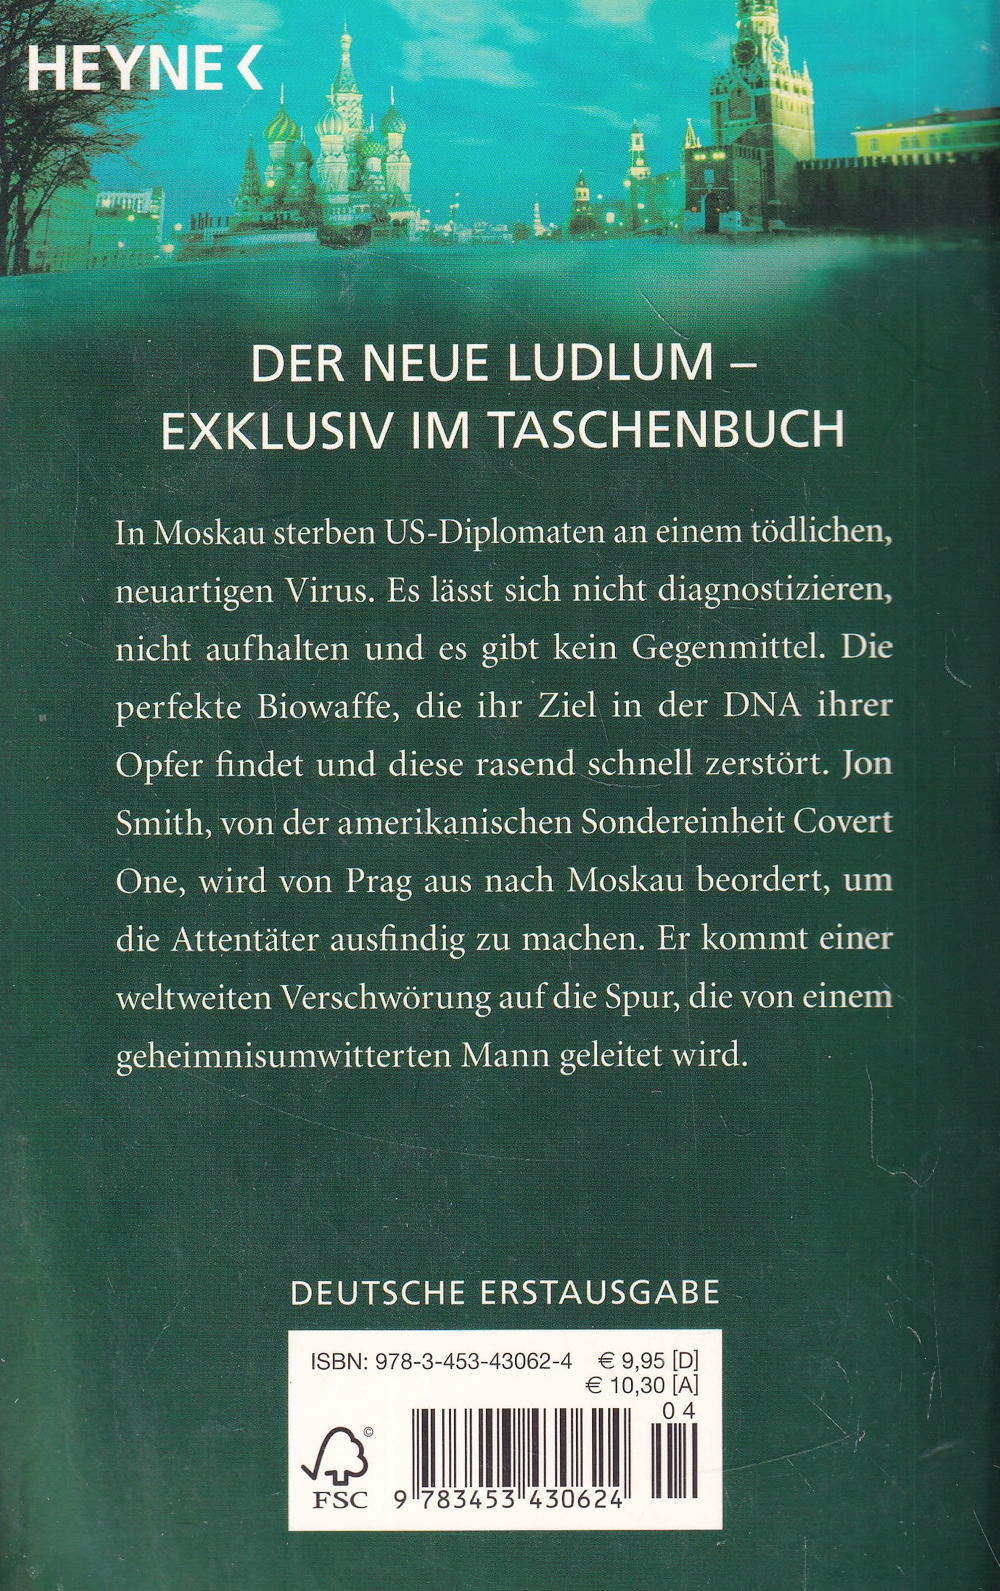 HEYNE
DER NEUE LUDLUM –
EXKLUSIV IM TASCHENBUCH
In Moskau sterben US-Diplomaten an einem tödlichen,
neuartigen Virus. Es lässt sich nicht diagnostizieren,
nicht aufhalten und es gibt kein Gegenmittel. Die
perfekte Biowaffe, die ihr Ziel in der DNA ihrer
Opfer findet und diese rasend schnell zerstört. Jon
Smith, von der amerikanischen Sondereinheit Covert
One, wird von Prag aus nach Moskau beordert, um
die Attentäter ausfindig zu machen. Er kommt einer
weltweiten Verschwörung auf die Spur, die von einem
geheimnisumwitterten Mann geleitet wird.
DEUTSCHE ERSTAUSGABE
ISBN: 978-3-453-43062-4 € 9,95 [D]
€ 10,30 [A]
04
©
FSC
9 783453 430624